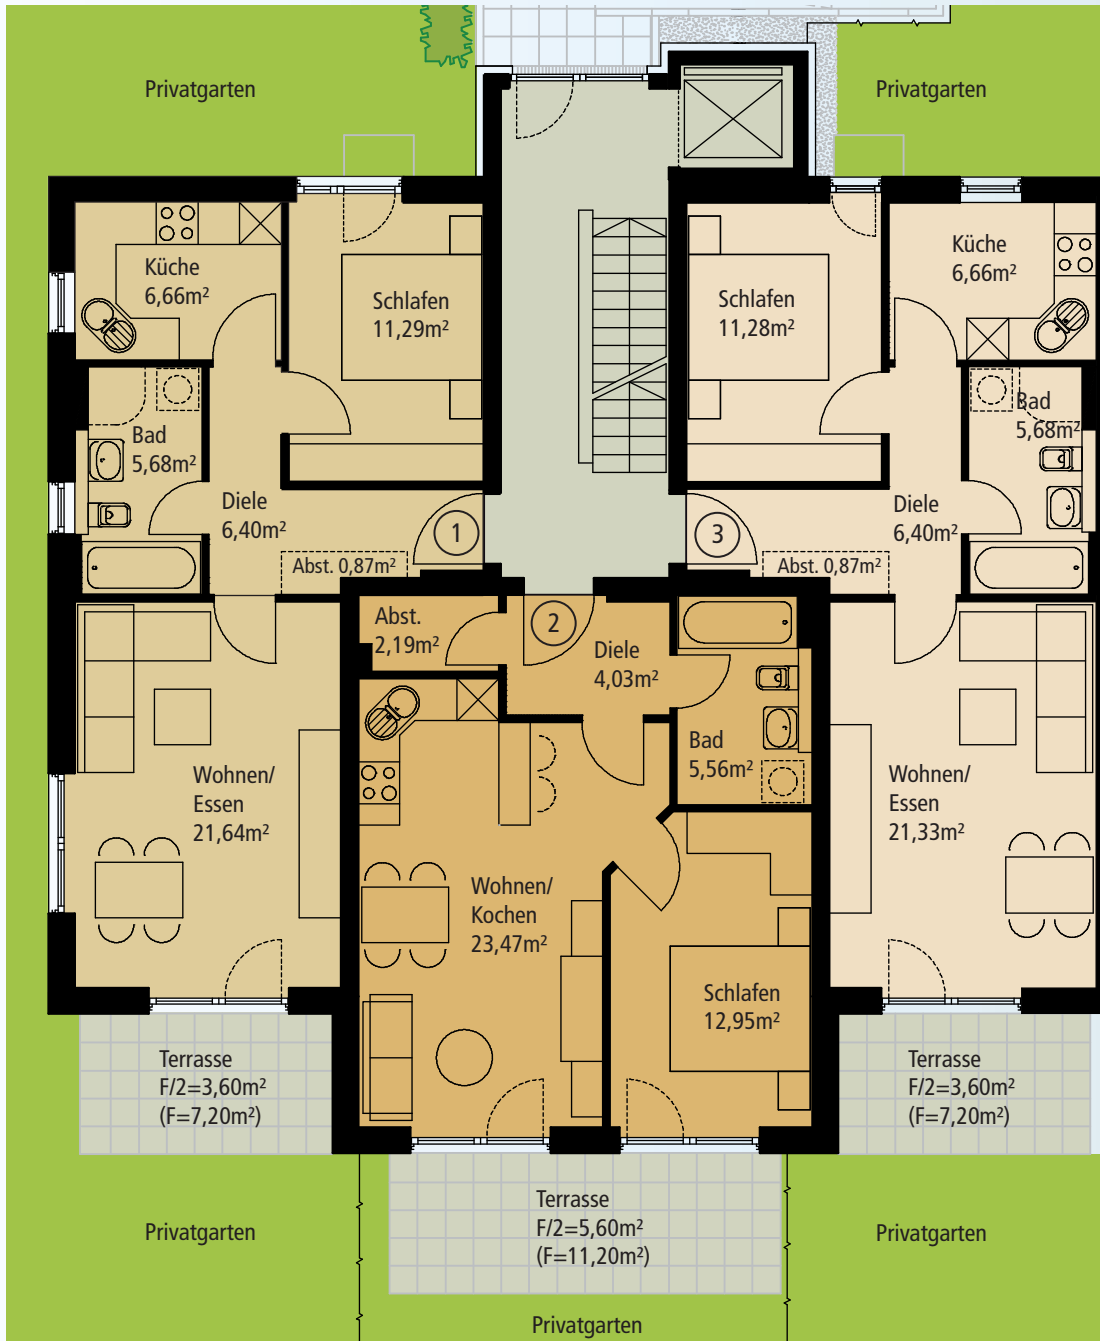 Privatgarten
Privatgarten
Küche
6,66m²
Schlafen
11,29m²
Schlafen
11,28m²
Küche
6,66m²
Bad
5,68m²
Bad
5,68m²
Diele
6,40m²
1
3
Diele
6,40m²
Abst. 0,87m²
Abst. 0,87m²
Abst.
2,19m²
2
Diele
4,03m²
Bad
5,56m²
Wohnen/
Essen
21,64m²
Wohnen/
Essen
21,33m²
Wohnen/
Kochen
23,47m²
Schlafen
12,95m²
Terrasse
F/2=3,60m²
(F=7,20m²)
Terrasse
F/2=3,60m²
(F=7,20m²)
Terrasse
F/2=5,60m²
(F=11,20m²)
Privatgarten
Privatgarten
Privatgarten